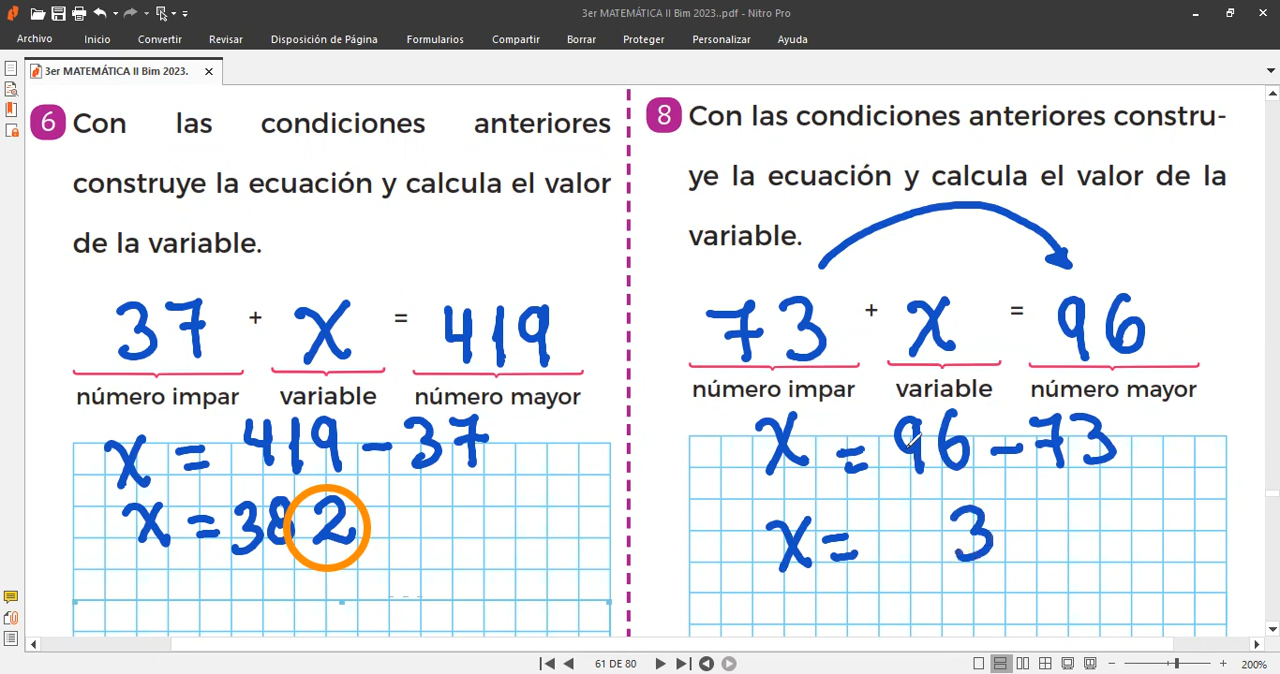 3er MATEMÁTICA II Bim 2023..pdf - Nitro Pro
Archivo Inicio Convertir Revisar Disposición de Página Formularios Compartir Borrar Proteger Personalizar Ayuda
3er MATEMÁTICA II Bim 2023.
6 Con las condiciones anteriores
construye la ecuación y calcula el valor
de la variable.
37 + x = 419
número impar variable número mayor
x = 419 - 37
x = 382
8 Con las condiciones anteriores constru-
ye la ecuación y calcula el valor de la
variable.
73 + x = 96
número impar variable número mayor
x = 96 - 73
x = 3
61 DE 80
200%